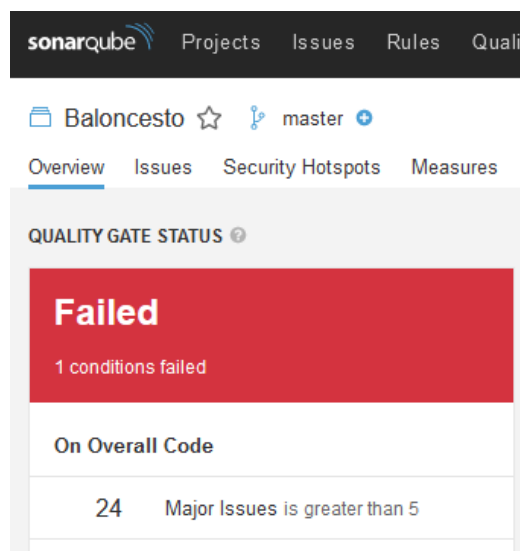 sonarqube Projects Issues Rules Quali
Baloncesto master
Overview Issues Security Hotspots Measures
QUALITY GATE STATUS ?
Failed
1 conditions failed
On Overall Code
24 Major Issues is greater than 5